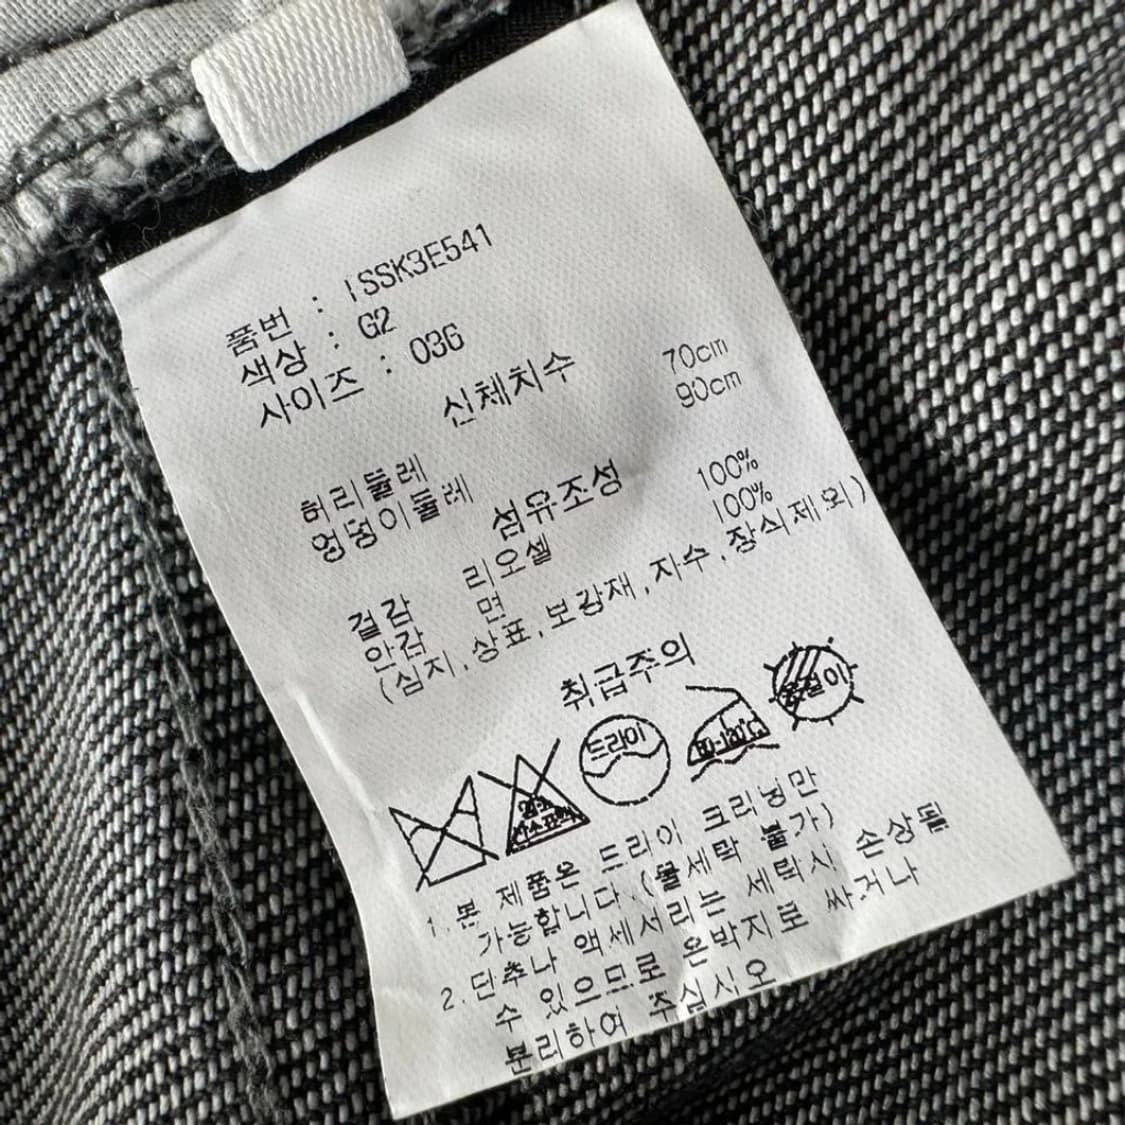 품번 : ISSK3E541
색상 : G2
사이즈 : 036
신체치수
허리둘레 70cm
엉덩이둘레 90cm
섬유조성
겉감 리오셀 100%
안감 면 100%
(심지,상표,보강재,자수,장식제외)
취급주의
드라이
80-120℃
옷걸이
1.본 제품은 드라이 크리닝만
가능합니다.(물세탁 불가)
2.단추나 액세서리는 세탁시 손상될
수 있으므로 은박지로 싸거나
분리하여 주십시오